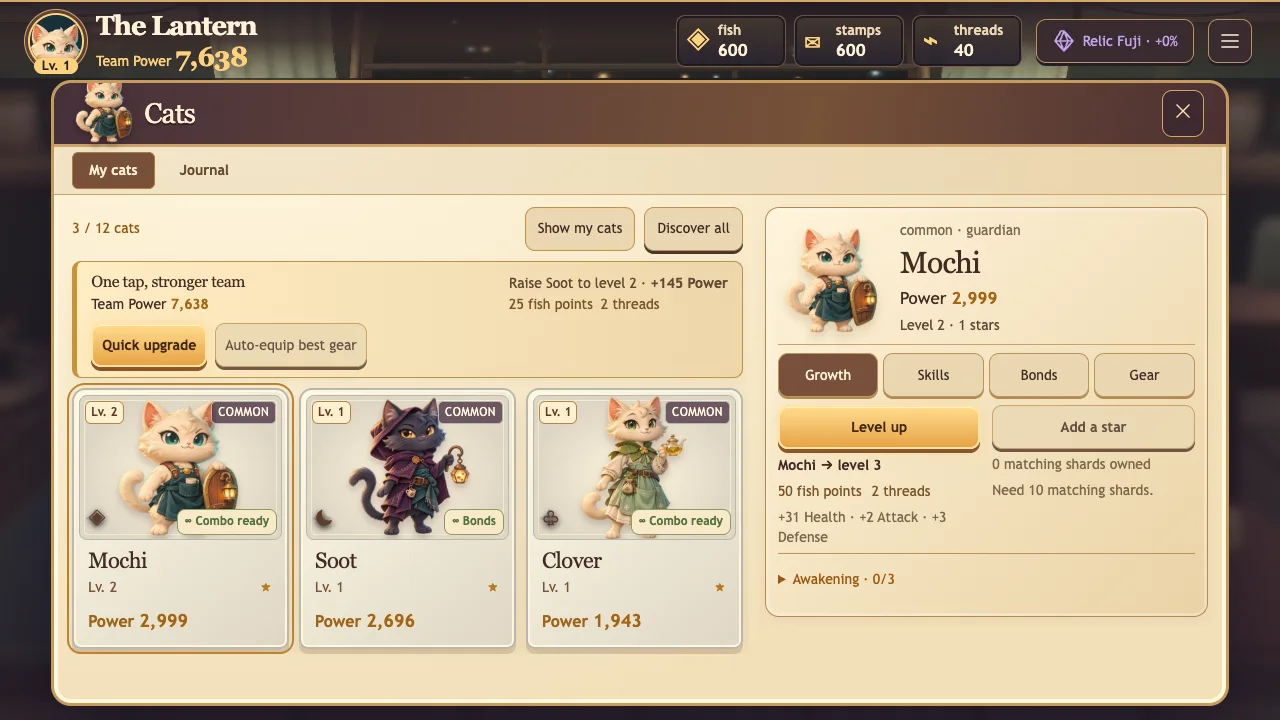 The Lantern
Team Power 7,638
Lv. 1
fish
600
stamps
600
threads
40
Relic Fuji · +0%
Cats
My cats
Journal
3 / 12 cats
Show my cats
Discover all
One tap, stronger team
Team Power 7,638
Raise Soot to level 2 · +145 Power
25 fish points 2 threads
Quick upgrade
Auto-equip best gear
Lv. 2
COMMON
∞ Combo ready
Mochi
Lv. 2
Power 2,999
Lv. 1
COMMON
∞ Bonds
Soot
Lv. 1
Power 2,696
Lv. 1
COMMON
∞ Combo ready
Clover
Lv. 1
Power 1,943
common · guardian
Mochi
Power 2,999
Level 2 · 1 stars
Growth
Skills
Bonds
Gear
Level up
Add a star
Mochi → level 3
50 fish points 2 threads
+31 Health · +2 Attack · +3
Defense
0 matching shards owned
Need 10 matching shards.
Awakening · 0/3